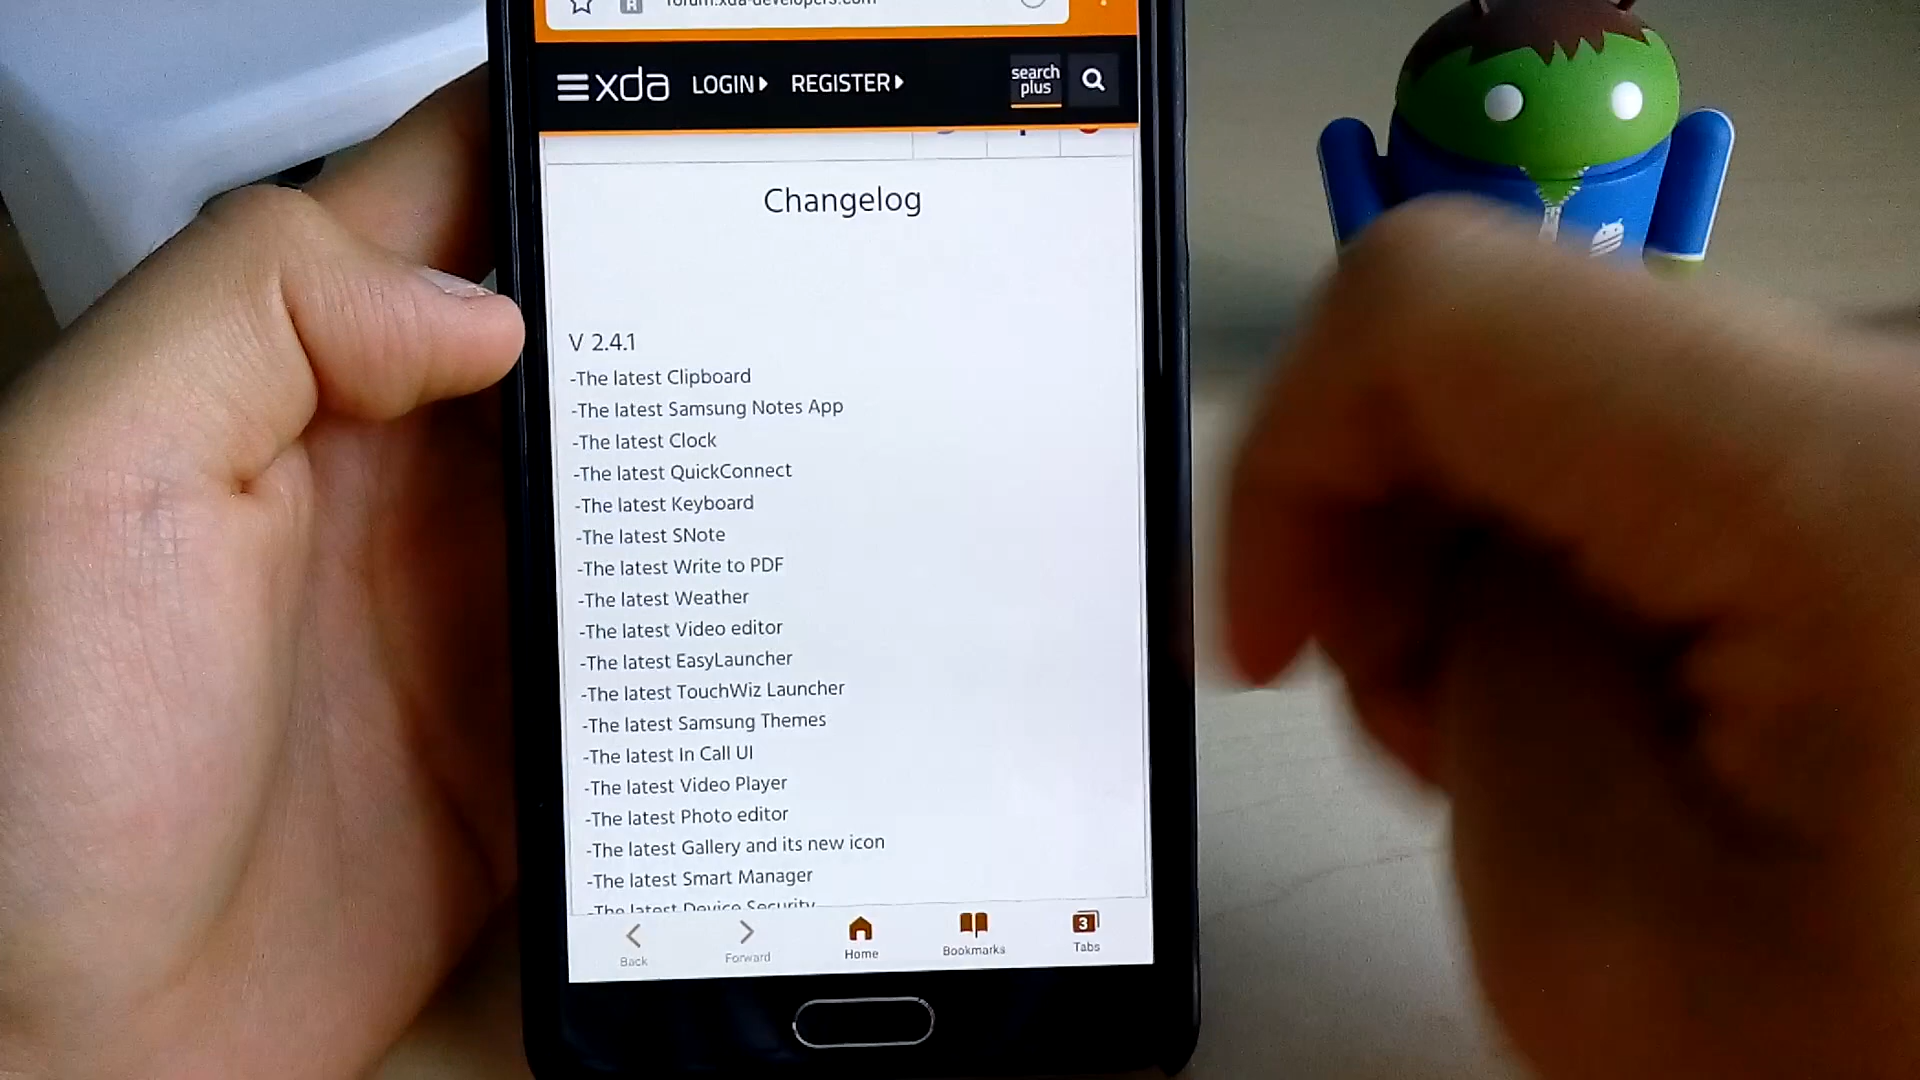 forum.xda-developers.com
xda LOGIN REGISTER search plus
Changelog
V 2.4.1
-The latest Clipboard
-The latest Samsung Notes App
-The latest Clock
-The latest QuickConnect
-The latest Keyboard
-The latest SNote
-The latest Write to PDF
-The latest Weather
-The latest Video editor
-The latest EasyLauncher
-The latest TouchWiz Launcher
-The latest Samsung Themes
-The latest In Call UI
-The latest Video Player
-The latest Photo editor
-The latest Gallery and its new icon
-The latest Smart Manager
-The latest Device Security
3
Back Forward Home Bookmarks Tabs